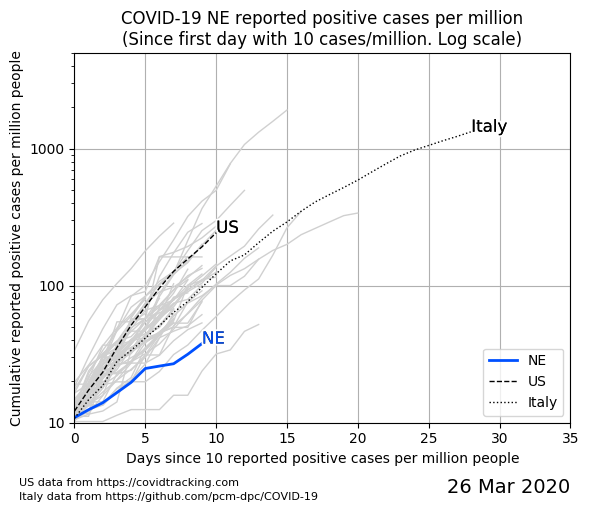 COVID-19 NE reported positive cases per million
(Since first day with 10 cases/million. Log scale)
Cumulative reported positive cases per million people
1000
100
10
Italy
US
NE
NE
US
Italy
0 5 10 15 20 25 30 35
Days since 10 reported positive cases per million people
US data from https://covidtracking.com
Italy data from https://github.com/pcm-dpc/COVID-19
26 Mar 2020